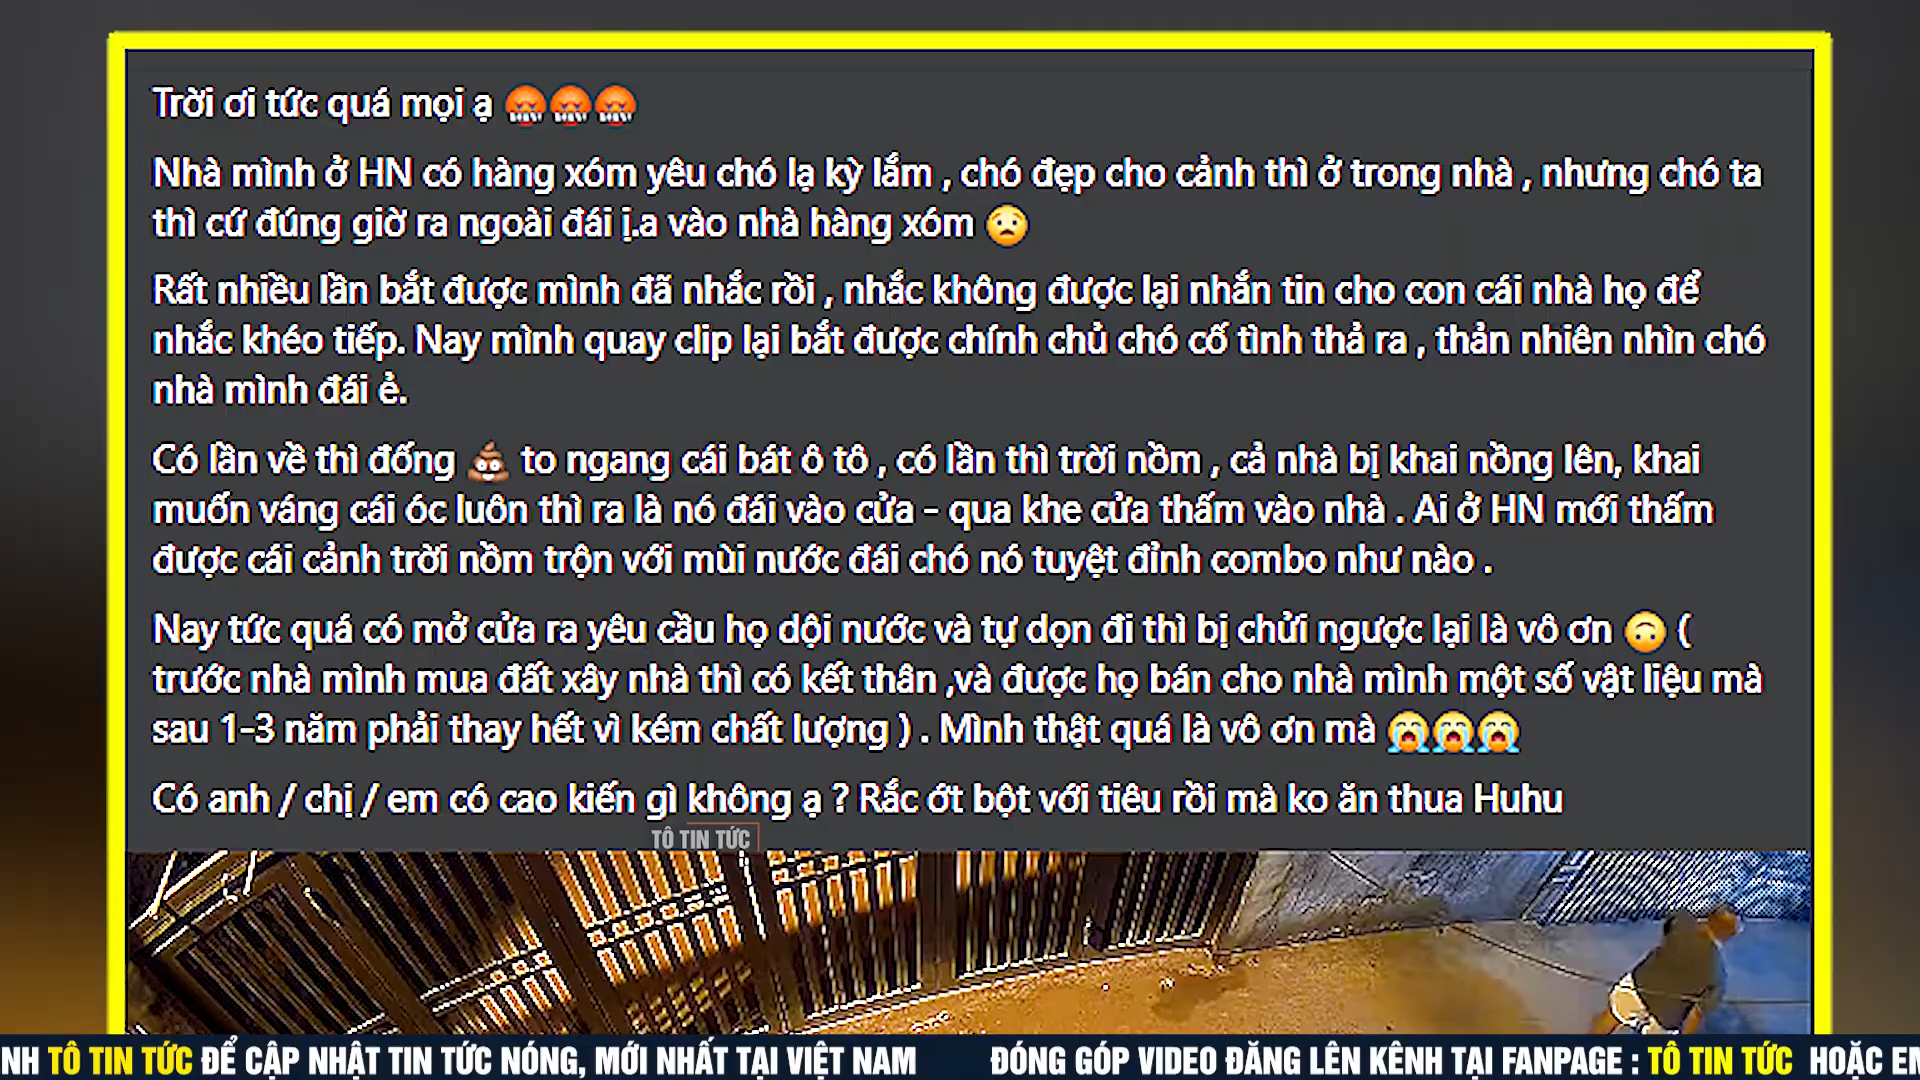 Trời ơi tức quá mọi ạ 🤬🤬🤬
Nhà mình ở HN có hàng xóm yêu chó lạ kỳ lắm , chó đẹp cho cảnh thì ở trong nhà , nhưng chó ta
thì cứ đúng giờ ra ngoài đái ị.a vào nhà hàng xóm 😧
Rất nhiều lần bắt được mình đã nhắc rồi , nhắc không được lại nhắn tin cho con cái nhà họ để
nhắc khéo tiếp. Nay mình quay clip lại bắt được chính chủ chó cố tình thả ra , thản nhiên nhìn chó
nhà mình đái ẻ.
Có lần về thì đống 💩 to ngang cái bát ô tô , có lần thì trời nồm , cả nhà bị khai nồng lên, khai
muốn váng cái óc luôn thì ra là nó đái vào cửa - qua khe cửa thấm vào nhà . Ai ở HN mới thấm
được cái cảnh trời nồm trộn với mùi nước đái chó nó tuyệt đỉnh combo như nào .
Nay tức quá có mở cửa ra yêu cầu họ dội nước và tự dọn đi thì bị chửi ngược lại là vô ơn 🙃 (
trước nhà mình mua đất xây nhà thì có kết thân ,và được họ bán cho nhà mình một số vật liệu mà
sau 1-3 năm phải thay hết vì kém chất lượng ) . Mình thật quá là vô ơn mà 😭😭😭
Có anh / chị / em có cao kiến gì không ạ ? Rắc ớt bột với tiêu rồi mà ko ăn thua Huhu
TÔ TIN TỨC
NH TÔ TIN TỨC ĐỂ CẬP NHẬT TIN TỨC NÓNG, MỚI NHẤT TẠI VIỆT NAM ĐÓNG GÓP VIDEO ĐĂNG LÊN KÊNH TẠI FANPAGE : TÔ TIN TỨC HOẶC EM